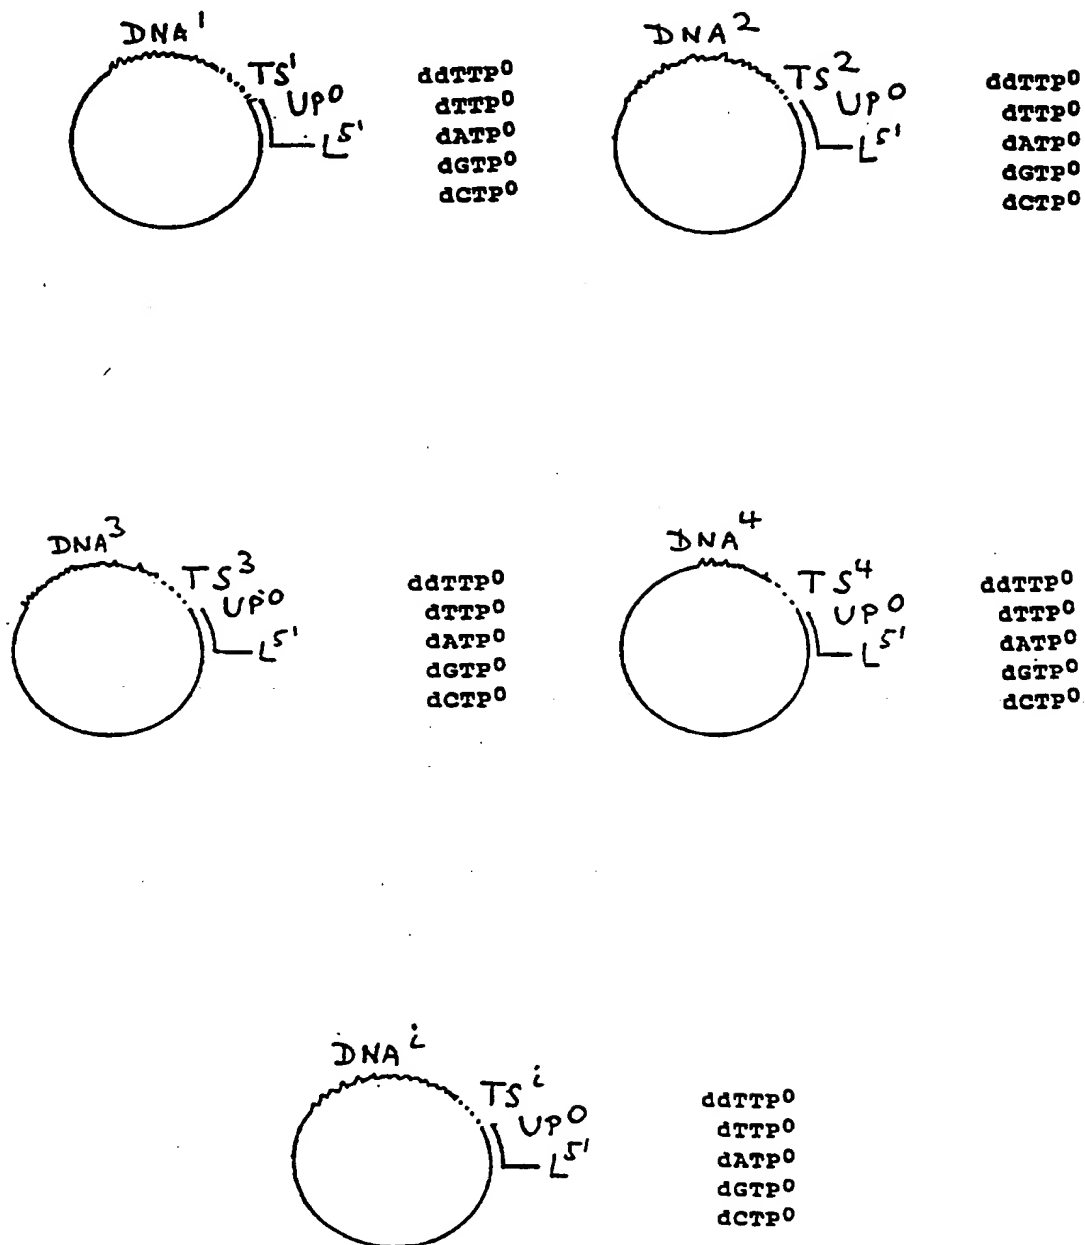 DNA¹
TS¹
UP⁰
L⁵'
ddTTP⁰
dTTP⁰
dATP⁰
dGTP⁰
dCTP⁰
DNA²
TS²
UP⁰
L⁵'
ddTTP⁰
dTTP⁰
dATP⁰
dGTP⁰
dCTP⁰
DNA³
TS³
UP⁰
L⁵'
ddTTP⁰
dTTP⁰
dATP⁰
dGTP⁰
dCTP⁰
DNA⁴
TS⁴
UP⁰
L⁵'
ddTTP⁰
dTTP⁰
dATP⁰
dGTP⁰
dCTP⁰
DNAⁱ
TSⁱ
UP⁰
L⁵'
ddTTP⁰
dTTP⁰
dATP⁰
dGTP⁰
dCTP⁰